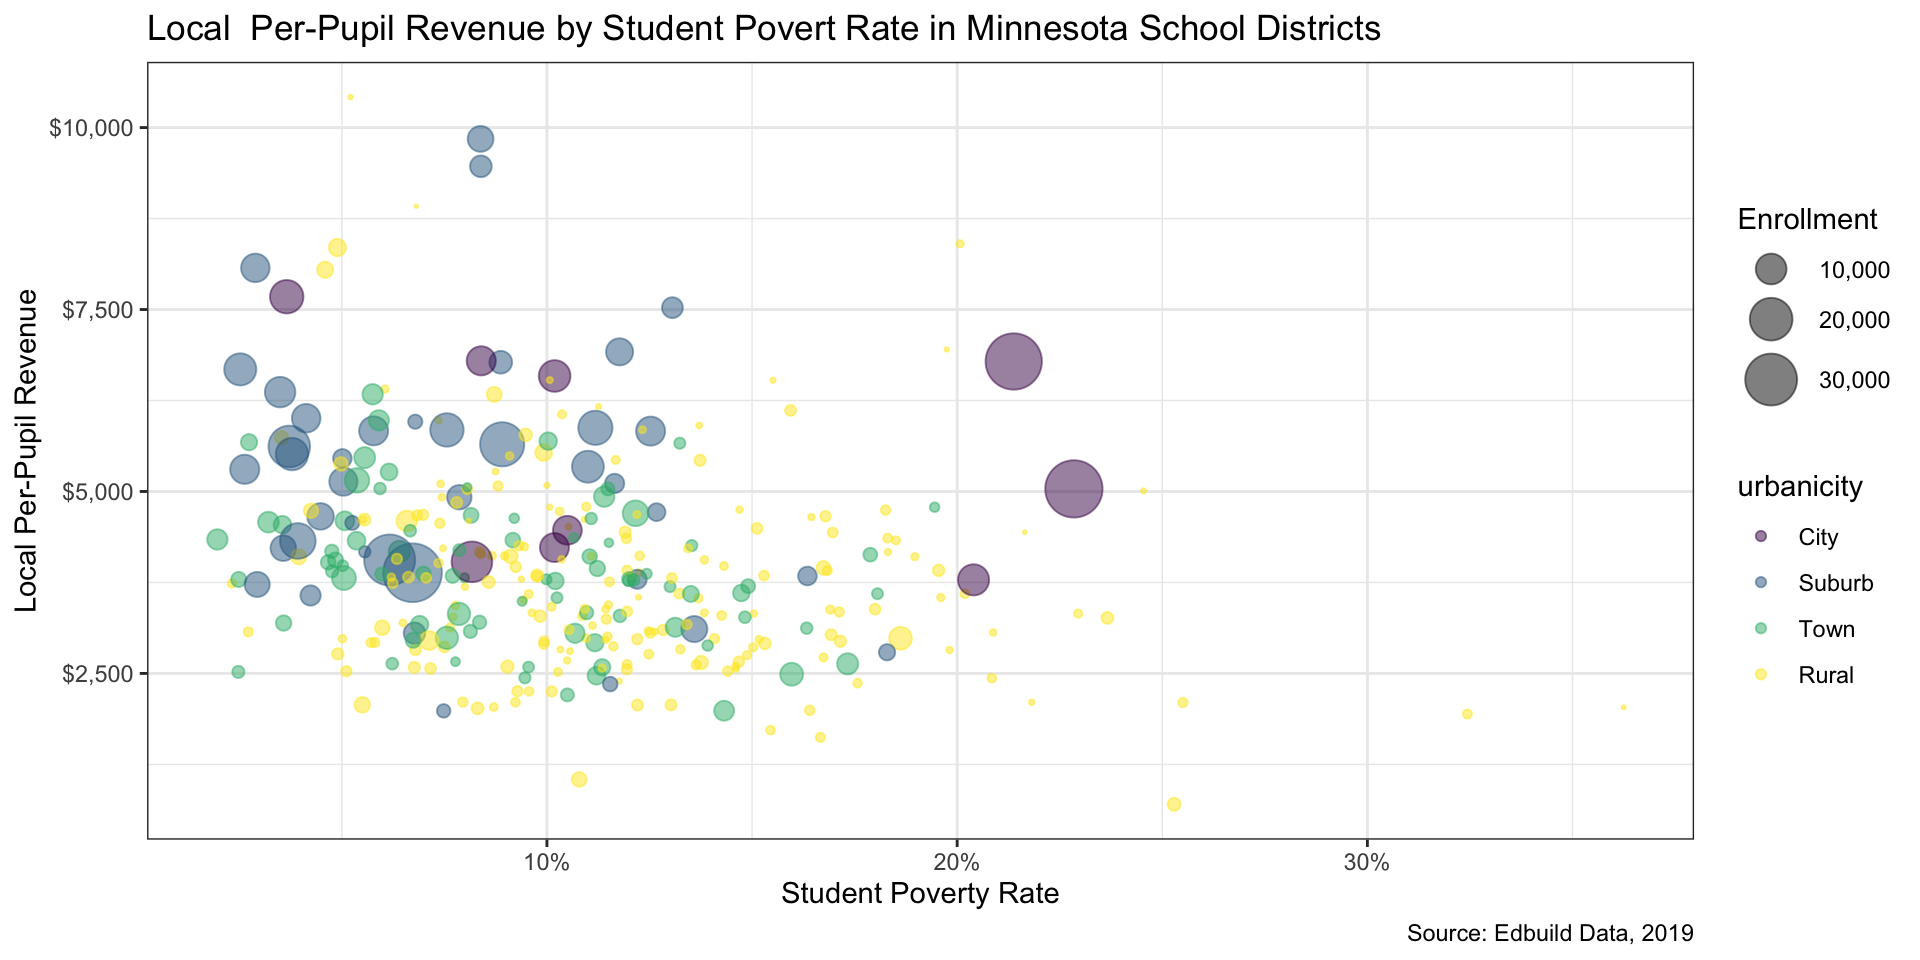 Local  Per-Pupil Revenue by Student Povert Rate in Minnesota School Districts
Local Per-Pupil Revenue
$10,000
$7,500
$5,000
$2,500
10%
20%
30%
Student Poverty Rate
Enrollment
10,000
20,000
30,000
urbanicity
City
Suburb
Town
Rural
Source: Edbuild Data, 2019